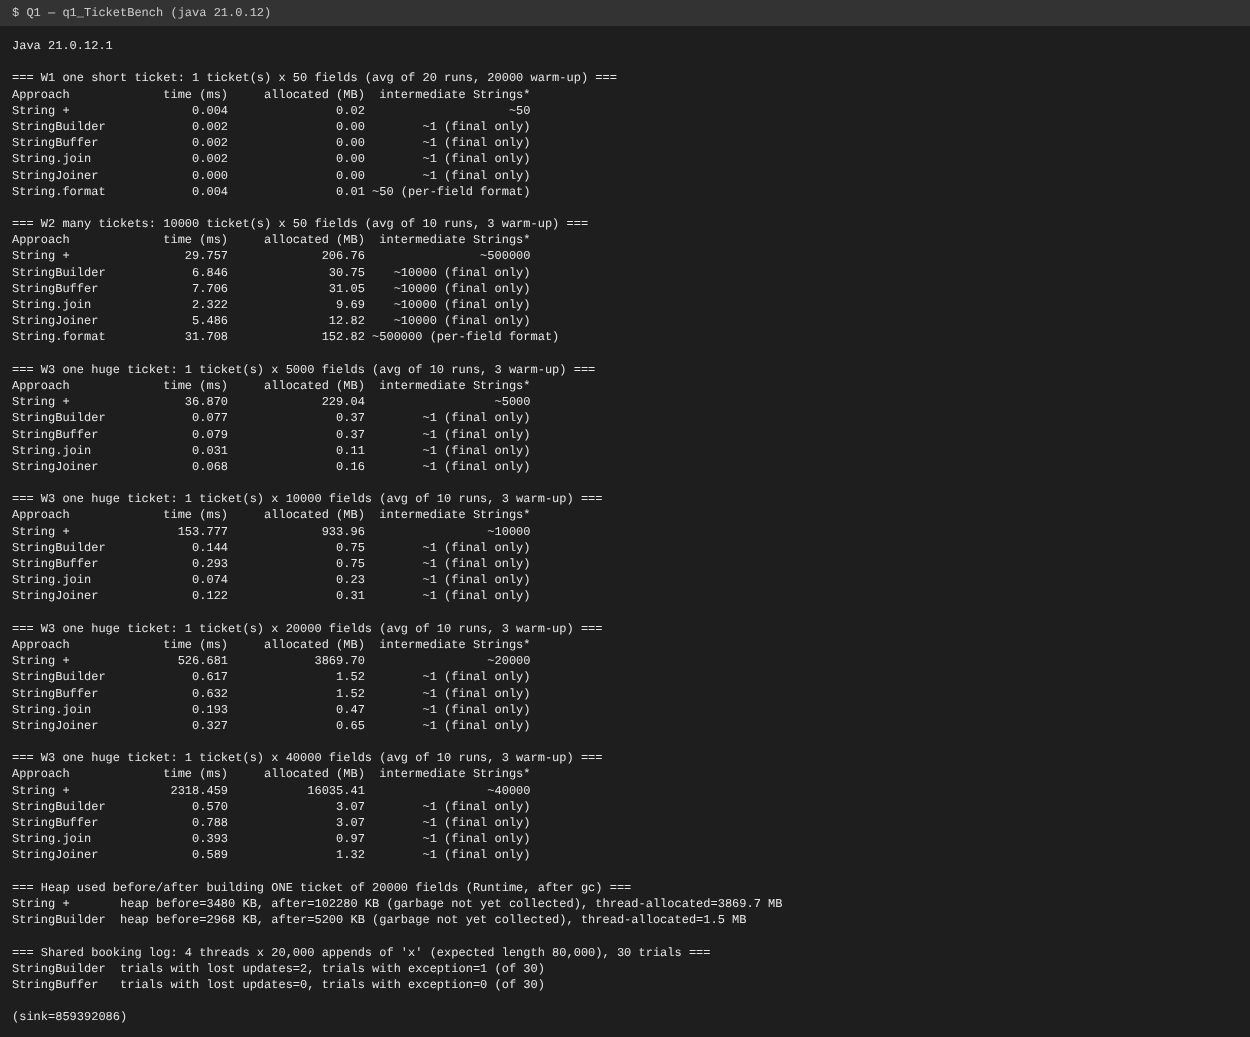 $ Q1 — q1_TicketBench (java 21.0.12)
Java 21.0.12.1
=== W1 one short ticket: 1 ticket(s) x 50 fields (avg of 20 runs, 20000 warm-up) ===
Approach time (ms) allocated (MB) intermediate Strings*
String + 0.004 0.02 ~50
StringBuilder 0.002 0.00 ~1 (final only)
StringBuffer 0.002 0.00 ~1 (final only)
String.join 0.002 0.00 ~1 (final only)
StringJoiner 0.000 0.00 ~1 (final only)
String.format 0.004 0.01 ~50 (per-field format)
=== W2 many tickets: 10000 ticket(s) x 50 fields (avg of 10 runs, 3 warm-up) ===
Approach time (ms) allocated (MB) intermediate Strings*
String + 29.757 206.76 ~500000
StringBuilder 6.846 30.75 ~10000 (final only)
StringBuffer 7.706 31.05 ~10000 (final only)
String.join 2.322 9.69 ~10000 (final only)
StringJoiner 5.486 12.82 ~10000 (final only)
String.format 31.708 152.82 ~500000 (per-field format)
=== W3 one huge ticket: 1 ticket(s) x 5000 fields (avg of 10 runs, 3 warm-up) ===
Approach time (ms) allocated (MB) intermediate Strings*
String + 36.870 229.04 ~5000
StringBuilder 0.077 0.37 ~1 (final only)
StringBuffer 0.079 0.37 ~1 (final only)
String.join 0.031 0.11 ~1 (final only)
StringJoiner 0.068 0.16 ~1 (final only)
=== W3 one huge ticket: 1 ticket(s) x 10000 fields (avg of 10 runs, 3 warm-up) ===
Approach time (ms) allocated (MB) intermediate Strings*
String + 153.777 933.96 ~10000
StringBuilder 0.144 0.75 ~1 (final only)
StringBuffer 0.293 0.75 ~1 (final only)
String.join 0.074 0.23 ~1 (final only)
StringJoiner 0.122 0.31 ~1 (final only)
=== W3 one huge ticket: 1 ticket(s) x 20000 fields (avg of 10 runs, 3 warm-up) ===
Approach time (ms) allocated (MB) intermediate Strings*
String + 526.681 3869.70 ~20000
StringBuilder 0.617 1.52 ~1 (final only)
StringBuffer 0.632 1.52 ~1 (final only)
String.join 0.193 0.47 ~1 (final only)
StringJoiner 0.327 0.65 ~1 (final only)
=== W3 one huge ticket: 1 ticket(s) x 40000 fields (avg of 10 runs, 3 warm-up) ===
Approach time (ms) allocated (MB) intermediate Strings*
String + 2318.459 16035.41 ~40000
StringBuilder 0.570 3.07 ~1 (final only)
StringBuffer 0.788 3.07 ~1 (final only)
String.join 0.393 0.97 ~1 (final only)
StringJoiner 0.589 1.32 ~1 (final only)
=== Heap used before/after building ONE ticket of 20000 fields (Runtime, after gc) ===
String + heap before=3480 KB, after=102280 KB (garbage not yet collected), thread-allocated=3869.7 MB
StringBuilder heap before=2968 KB, after=5200 KB (garbage not yet collected), thread-allocated=1.5 MB
=== Shared booking log: 4 threads x 20,000 appends of 'x' (expected length 80,000), 30 trials ===
StringBuilder trials with lost updates=2, trials with exception=1 (of 30)
StringBuffer trials with lost updates=0, trials with exception=0 (of 30)
(sink=859392086)